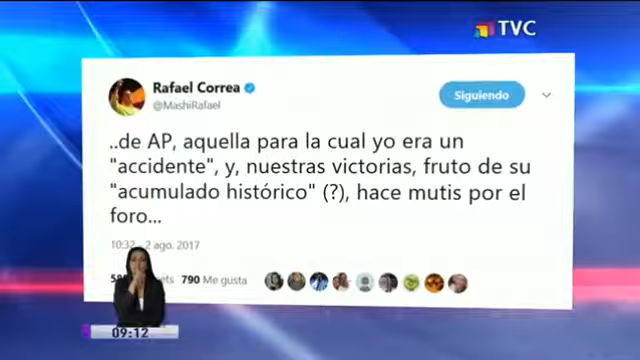 TVC
Rafael Correa
@MashiRafael
Siguiendo
..de AP, aquella para la cual yo era un
"accidente", y, nuestras victorias, fruto de su
"acumulado histórico" (?), hace mutis por el
foro...
10:32 - 2 ago. 2017
790 Me gusta
09:12